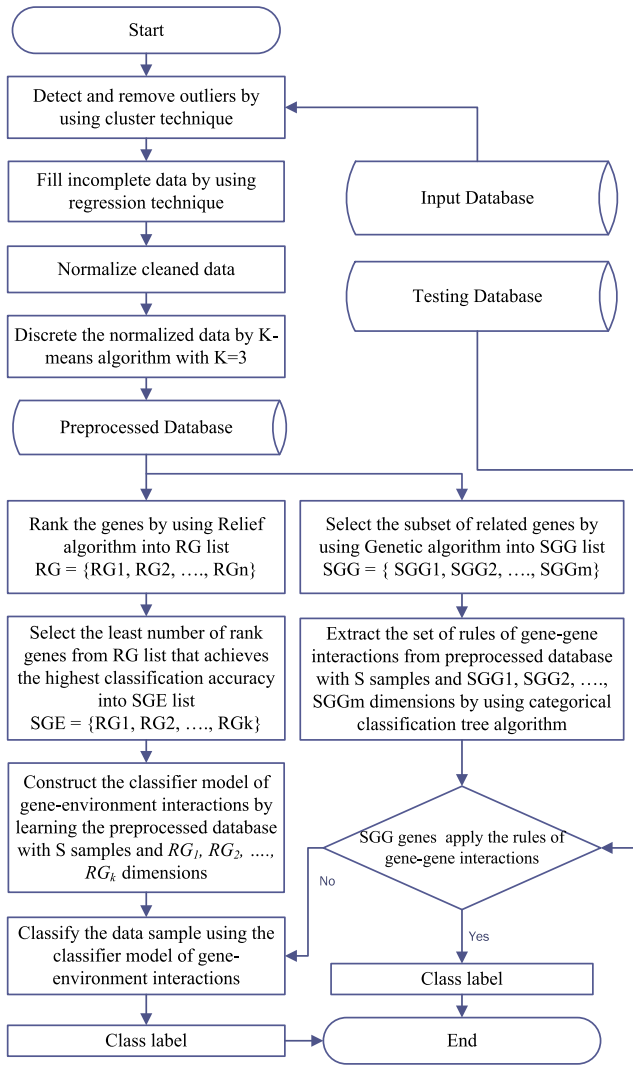 Start
Detect and remove outliers by
using cluster technique
Fill incomplete data by using
regression technique
Input Database
Normalize cleaned data
Testing Database
Discrete the normalized data by K-
means algorithm with K=3
Preprocessed Database
Rank the genes by using Relief
algorithm into RG list
RG = {RG1, RG2, …., RGn}
Select the subset of related genes by
using Genetic algorithm into SGG list
SGG = { SGG1, SGG2, …., SGGm}
Select the least number of rank
genes from RG list that achieves
the highest classification accuracy
into SGE list
SGE = {RG1, RG2, …., RGk}
Extract the set of rules of gene-gene
interactions from preprocessed database
with S samples and SGG1, SGG2, ….,
SGGm dimensions by using categorical
classification tree algorithm
Construct the classifier model of
gene-environment interactions by
learning the preprocessed database
with S samples and RG1, RG2, ….,
RGk dimensions
SGG genes apply the rules of
gene-gene interactions
No
Yes
Classify the data sample using the
classifier model of gene-
environment interactions
Class label
Class label
End